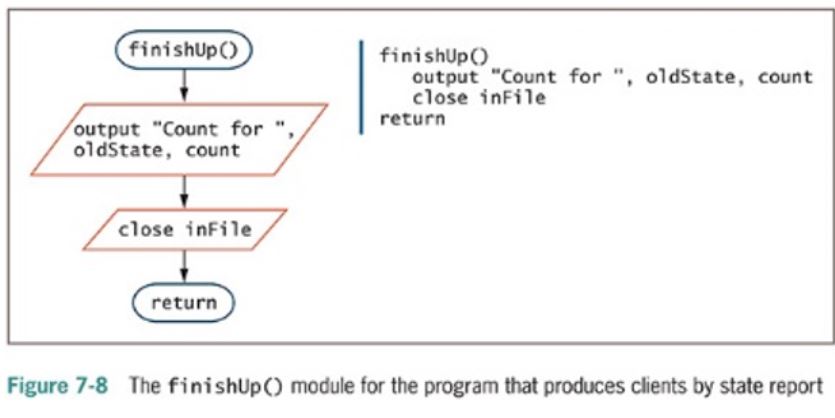 finishUp()
output "Count for ",
oldState, count
close inFile
return
finishUp()
output "Count for ", oldState, count
close inFile
return
Figure 7-8 The finishUp() module for the program that produces clients by state report